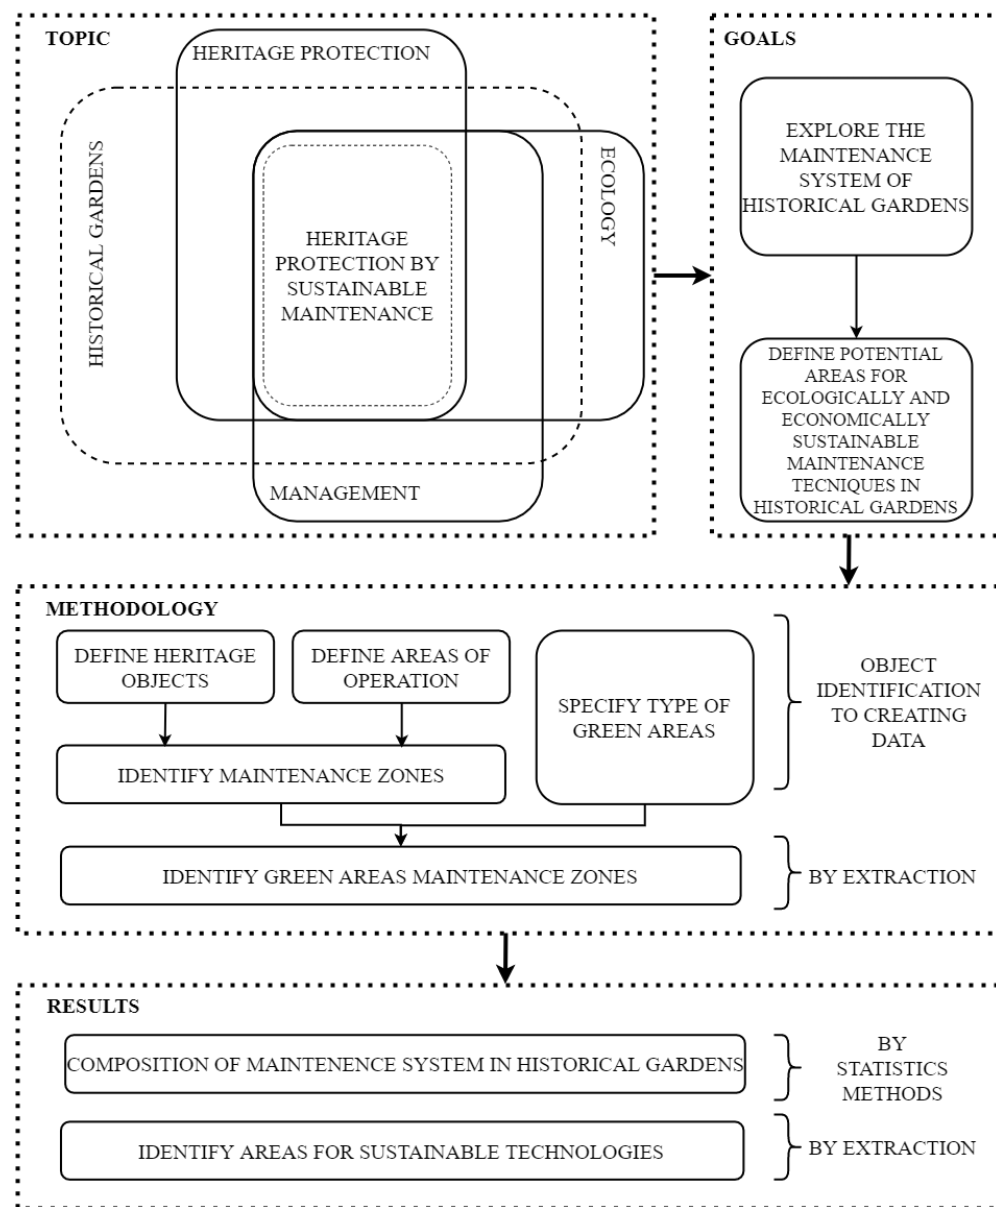 TOPIC
HERITAGE PROTECTION
HISTORICAL GARDENS
ECOLOGY
HERITAGE
PROTECTION BY
SUSTAINABLE
MAINTENANCE
MANAGEMENT
GOALS
EXPLORE THE
MAINTENANCE
SYSTEM OF
HISTORICAL GARDENS
DEFINE POTENTIAL
AREAS FOR
ECOLOGICALLY AND
ECONOMICALLY
SUSTAINABLE
MAINTENANCE
TECNIQUES IN
HISTORICAL GARDENS
METHODOLOGY
DEFINE HERITAGE
OBJECTS
DEFINE AREAS OF
OPERATION
SPECIFY TYPE OF
GREEN AREAS
OBJECT
IDENTIFICATION
TO CREATING
DATA
IDENTIFY MAINTENANCE ZONES
IDENTIFY GREEN AREAS MAINTENANCE ZONES
BY EXTRACTION
RESULTS
COMPOSITION OF MAINTENENCE SYSTEM IN HISTORICAL GARDENS
BY
STATISTICS
METHODS
IDENTIFY AREAS FOR SUSTAINABLE TECHNOLOGIES
BY EXTRACTION